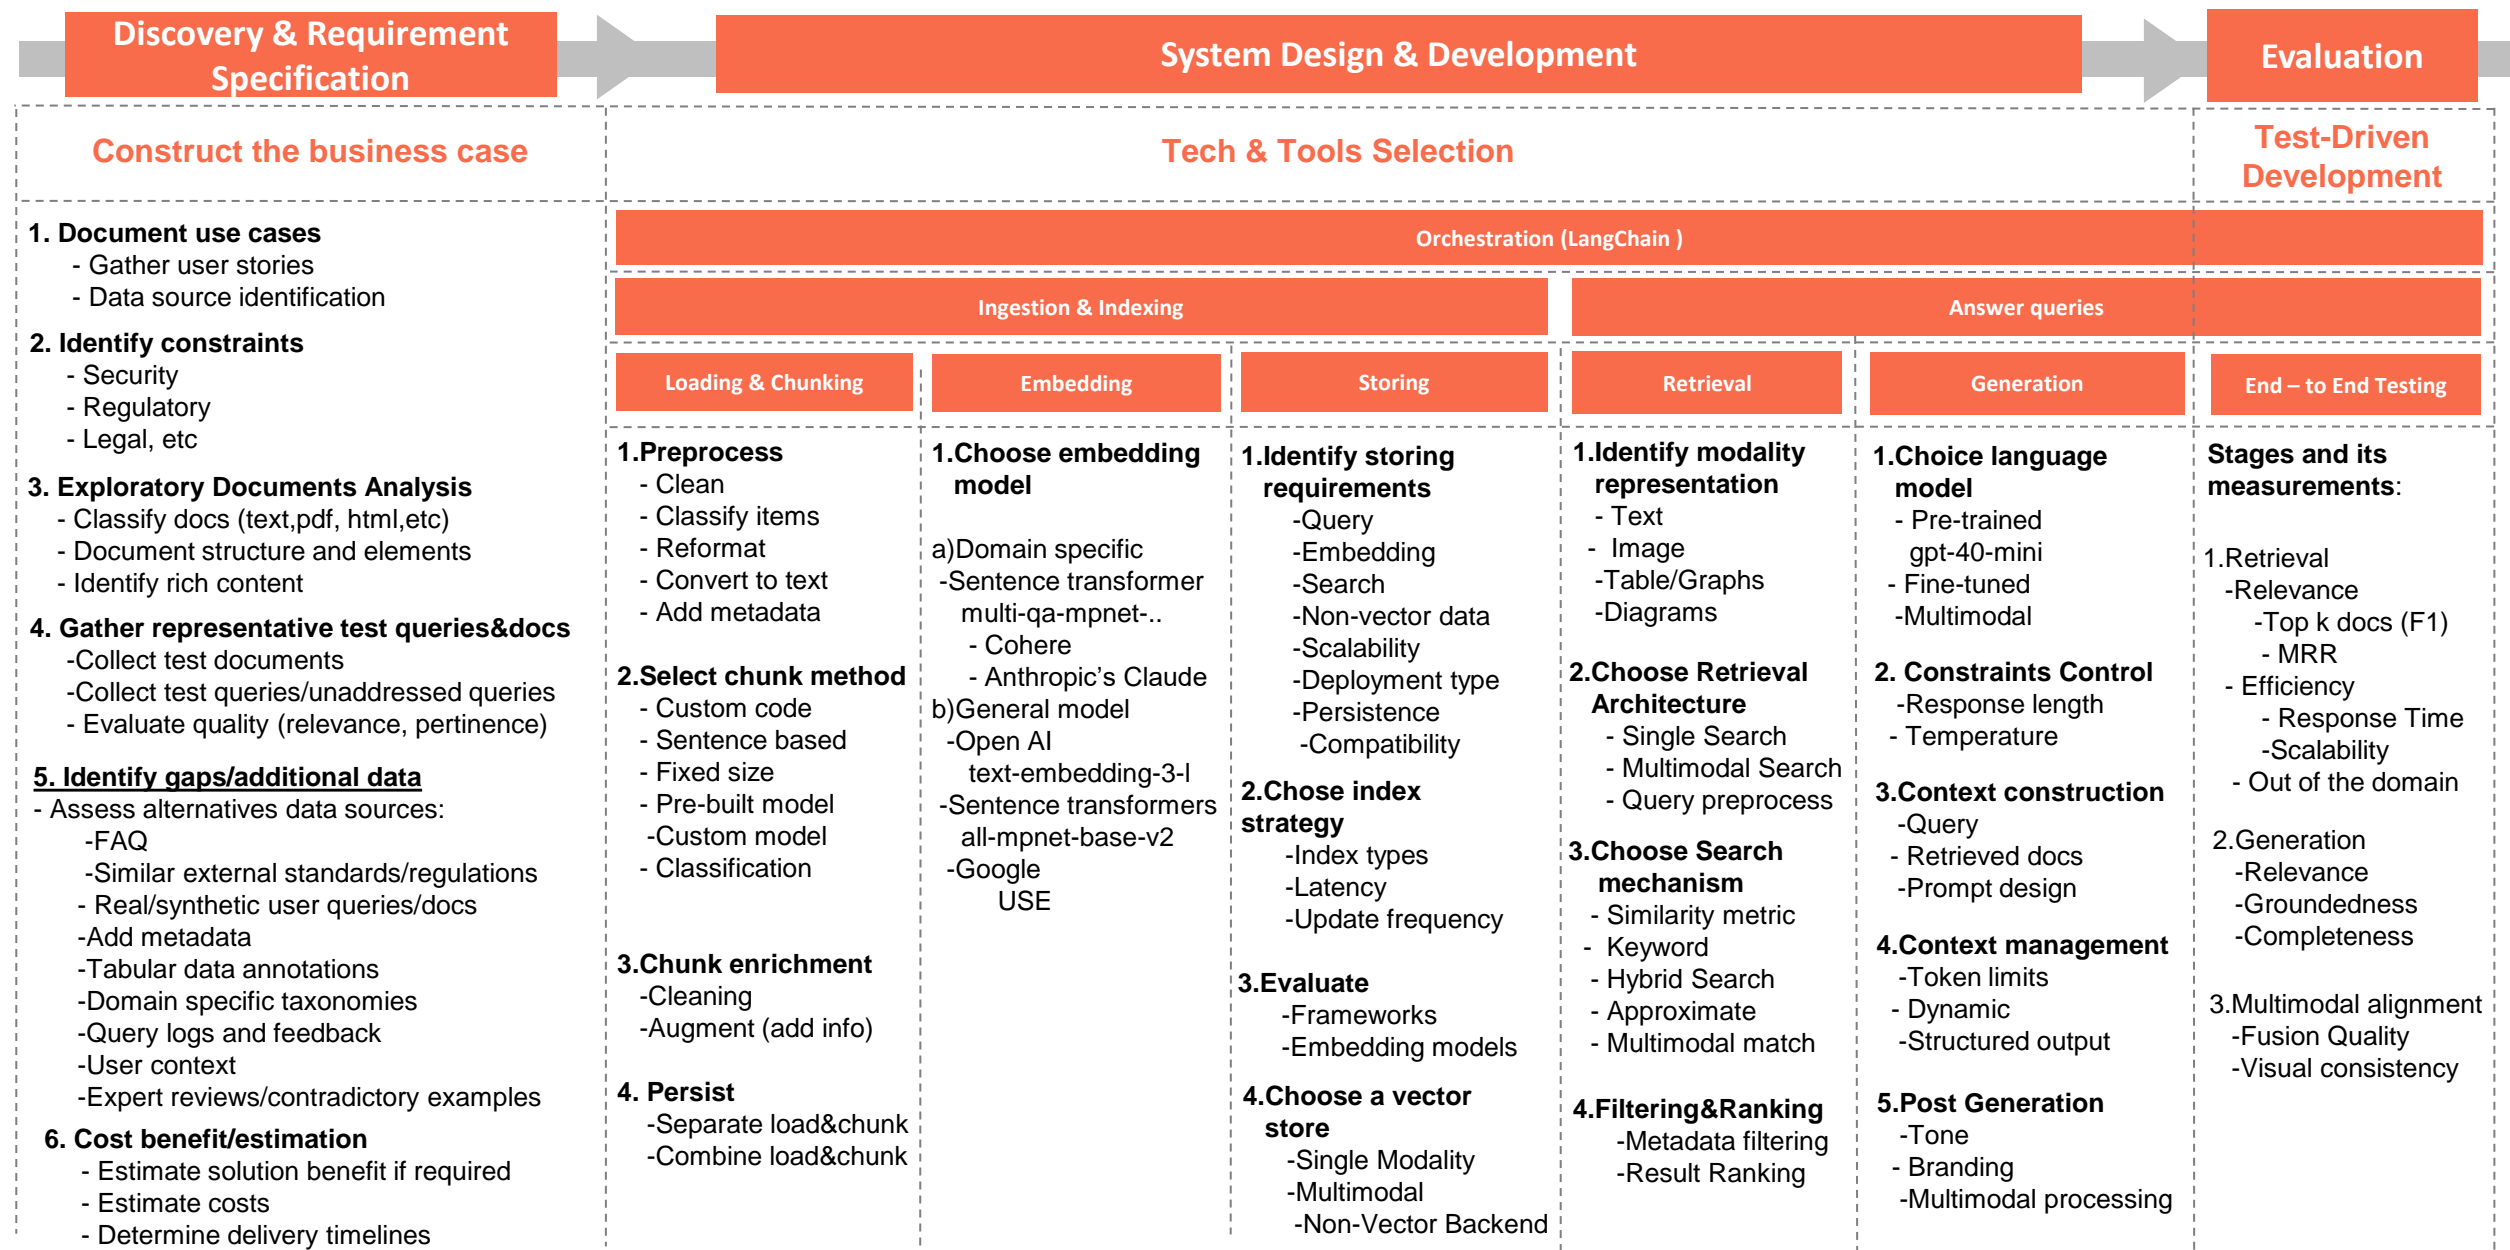 Discovery & Requirement
Specification
System Design & Development
Evaluation
Construct the business case
Tech & Tools Selection
Test-Driven
Development
1. Document use cases
- Gather user stories
- Data source identification
2. Identify constraints
- Security
- Regulatory
- Legal, etc
3. Exploratory Documents Analysis
- Classify docs (text,pdf, html,etc)
- Document structure and elements
- Identify rich content
4. Gather representative test queries&docs
-Collect test documents
-Collect test queries/unaddressed queries
- Evaluate quality (relevance, pertinence)
5. Identify gaps/additional data
- Assess alternatives data sources:
-FAQ
-Similar external standards/regulations
- Real/synthetic user queries/docs
-Add metadata
-Tabular data annotations
-Domain specific taxonomies
-Query logs and feedback
-User context
-Expert reviews/contradictory examples
6. Cost benefit/estimation
- Estimate solution benefit if required
- Estimate costs
- Determine delivery timelines
Orchestration (LangChain )
Ingestion & Indexing
Answer queries
Loading & Chunking
1.Preprocess
- Clean
- Classify items
- Reformat
- Convert to text
- Add metadata
2.Select chunk method
- Custom code
- Sentence based
- Fixed size
- Pre-built model
-Custom model
- Classification
3.Chunk enrichment
-Cleaning
-Augment (add info)
4. Persist
-Separate load&chunk
-Combine load&chunk
Embedding
1.Choose embedding
model
a)Domain specific
-Sentence transformer
multi-qa-mpnet-..
- Cohere
- Anthropic’s Claude
b)General model
-Open AI
text-embedding-3-l
-Sentence transformers
all-mpnet-base-v2
-Google
USE
Storing
1.Identify storing
requirements
-Query
-Embedding
-Search
-Non-vector data
-Scalability
-Deployment type
-Persistence
-Compatibility
2.Chose index
strategy
-Index types
-Latency
-Update frequency
3.Evaluate
-Frameworks
-Embedding models
4.Choose a vector
store
-Single Modality
-Multimodal
-Non-Vector Backend
Retrieval
1.Identify modality
representation
- Text
- Image
-Table/Graphs
-Diagrams
2.Choose Retrieval
Architecture
- Single Search
- Multimodal Search
- Query preprocess
3.Choose Search
mechanism
- Similarity metric
- Keyword
- Hybrid Search
- Approximate
- Multimodal match
4.Filtering&Ranking
-Metadata filtering
-Result Ranking
Generation
1.Choice language
model
- Pre-trained
gpt-40-mini
- Fine-tuned
-Multimodal
2. Constraints Control
-Response length
- Temperature
3.Context construction
-Query
- Retrieved docs
-Prompt design
4.Context management
-Token limits
- Dynamic
-Structured output
5.Post Generation
-Tone
- Branding
-Multimodal processing
End – to End Testing
Stages and its
measurements:
1.Retrieval
-Relevance
-Top k docs (F1)
- MRR
- Efficiency
- Response Time
-Scalability
- Out of the domain
2.Generation
-Relevance
-Groundedness
-Completeness
3.Multimodal alignment
-Fusion Quality
-Visual consistency